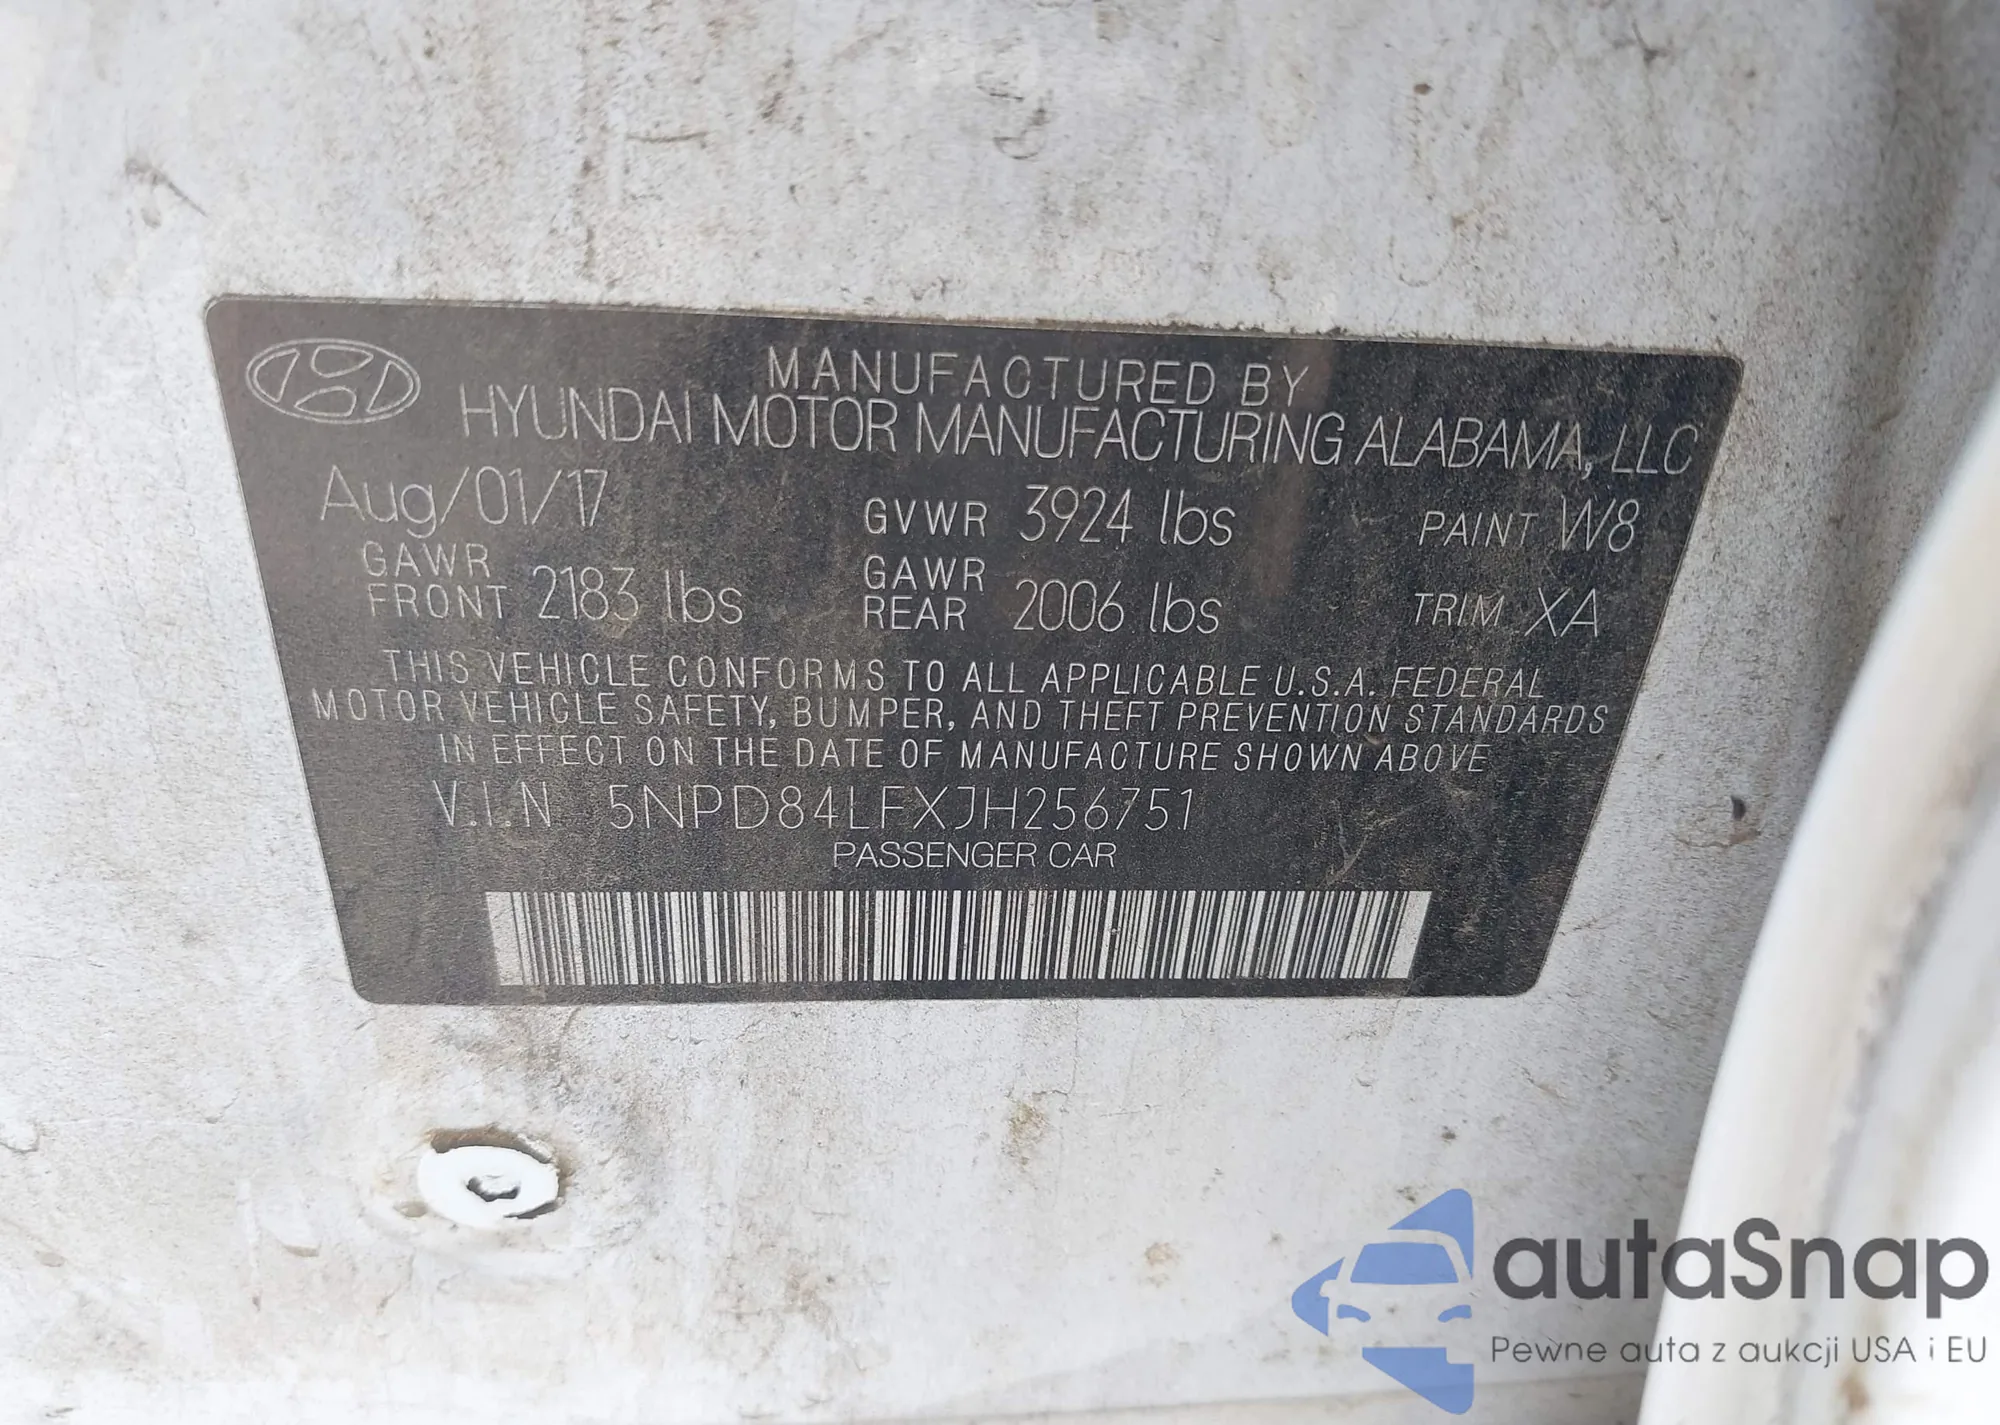 MANUFACTURED BY
HYUNDAI MOTOR MANUFACTURING ALABAMA, LLC
Aug/01/17 GVWR 3924 lbs PAINT W8
GAWR FRONT 2183 lbs GAWR REAR 2006 lbs TRIM XA
THIS VEHICLE CONFORMS TO ALL APPLICABLE U.S.A. FEDERAL
MOTOR VEHICLE SAFETY, BUMPER, AND THEFT PREVENTION STANDARDS
IN EFFECT ON THE DATE OF MANUFACTURE SHOWN ABOVE
V.I.N 5NPD84LFXJH256751
PASSENGER CAR
autaSnap
Pewne auta z aukcji USA i EU